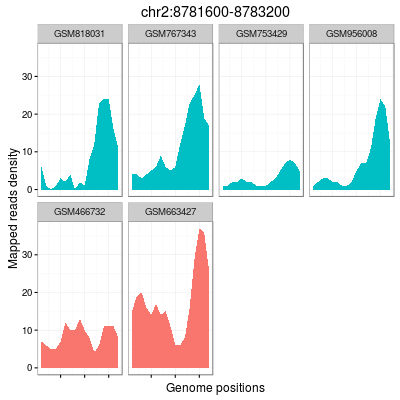 chr2:8781600-8783200
GSM818031 GSM767343 GSM753429 GSM956008
30
20
10
0
Mapped reads density
GSM466732 GSM663427
30
20
10
0
Genome positions